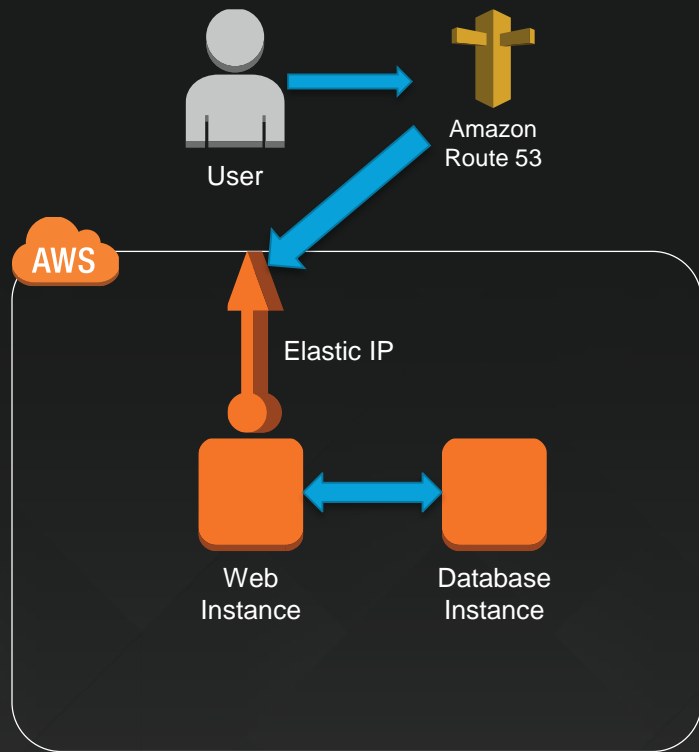 User
Amazon
Route 53
AWS
Elastic IP
Web
Instance
Database
Instance